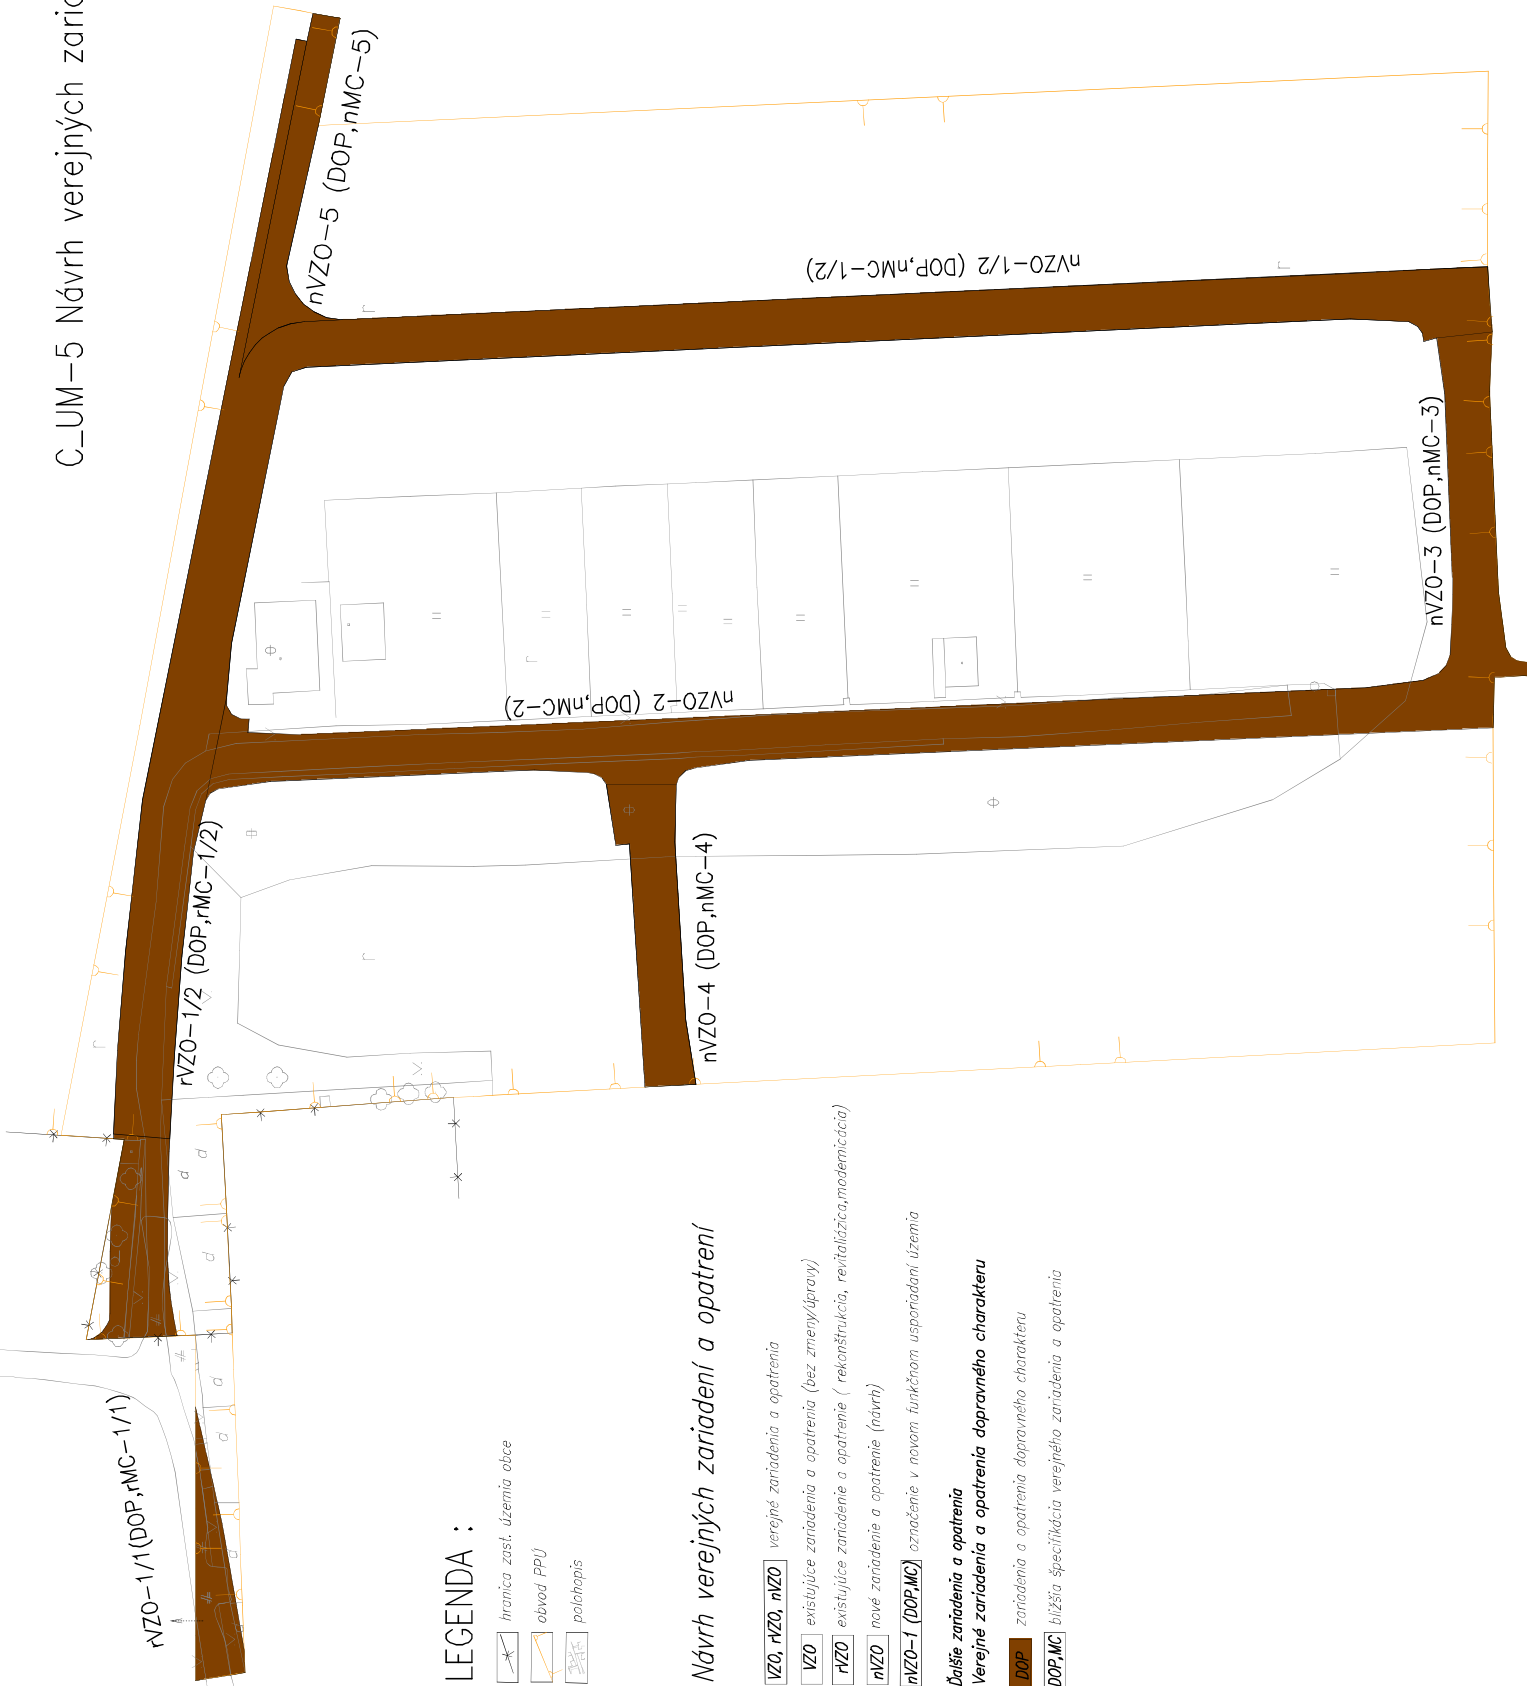 C_UM-5 Návrh verejných
nVZO-5 (DOP,nMC-5)
nVZO-1/2 (DOP,nMC-1/2)
nVZO-3 (DOP,nMC-3)
nVZO-2 (DOP,nMC-2)
nVZO-4 (DOP,nMC-4)
rVZO-1/2 (DOP,rMC-1/2)
rVZO-1/1(DOP,rMC-1/1)
LEGENDA :
hranica zast. územia obce
obvod PPÚ
polohopis
Návrh verejných zariadení a opatrení
VZO, rVZO, nVZO verejné zariadenia a opatrenia
VZO existujúce zariadenia a opatrenia (bez zmeny/úpravy)
rVZO existujúce zariadenie a opatrenie ( rekonštrukcia, revitalidzica,modernicácia)
nVZO nové zariadenie a opatrenie (návrh)
nVZO-1 (DOP,MC) označenie v novom funkčnom usporiadaní územia
Ďalšie zariadenia a opatrenia
Verejné zariadenia a opatrenia dopravného charakteru
DOP zariadenia a opatrenia dopravného charakteru
DOP,MC bližšia špecifikácia verejného zariadenia a opatrenia